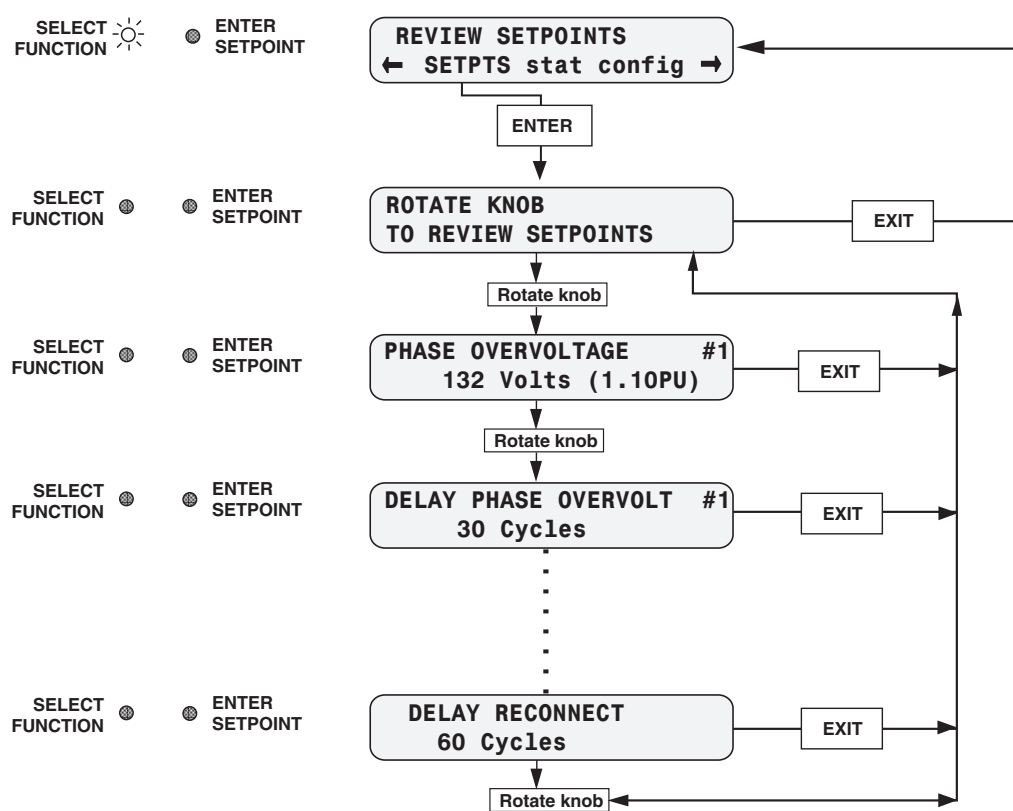 SELECT
FUNCTION
ENTER
SETPOINT
REVIEW SETPOINTS
← SETPTS stat config →
ENTER
SELECT
FUNCTION
ENTER
SETPOINT
ROTATE KNOB
TO REVIEW SETPOINTS
EXIT
Rotate knob
SELECT
FUNCTION
ENTER
SETPOINT
PHASE OVERVOLTAGE #1
132 Volts (1.10PU)
EXIT
Rotate knob
SELECT
FUNCTION
ENTER
SETPOINT
DELAY PHASE OVERVOLT #1
30 Cycles
EXIT
SELECT
FUNCTION
ENTER
SETPOINT
DELAY RECONNECT
60 Cycles
EXIT
Rotate knob